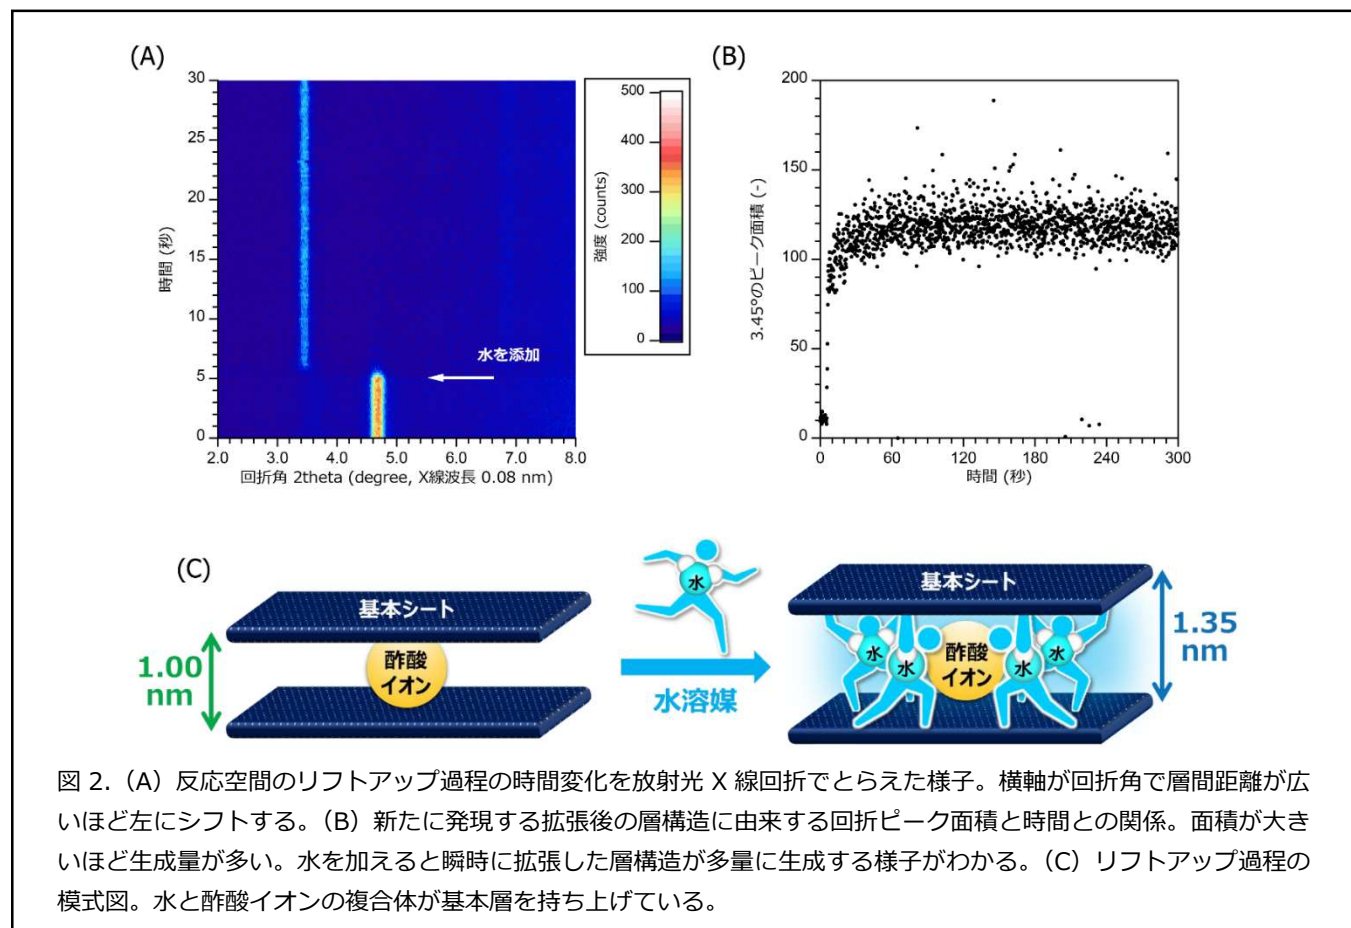 (A)
30
25
20
15
10
5
0
時間 (秒)
2.0 3.0 4.0 5.0 6.0 7.0 8.0
回折角 2theta (degree, X線波長 0.08 nm)
水を添加
500
400
300
200
100
0
強度 (counts)
(B)
200
150
100
50
0
3.45°のピーク面積 (-)
0 60 120 180 240 300
時間 (秒)
(C)
基本シート
酢酸
イオン
1.00
nm
水
水溶媒
基本シート
水
水
酢酸
イオン
水
水
1.35
nm
図 2.（A）反応空間のリフトアップ過程の時間変化を放射光 X 線回折でとらえた様子。横軸が回折角で層間距離が広
いほど左にシフトする。（B）新たに発現する拡張後の層構造に由来する回折ピーク面積と時間との関係。面積が大き
いほど生成量が多い。水を加えると瞬時に拡張した層構造が多量に生成する様子がわかる。（C）リフトアップ過程の
模式図。水と酢酸イオンの複合体が基本層を持ち上げている。